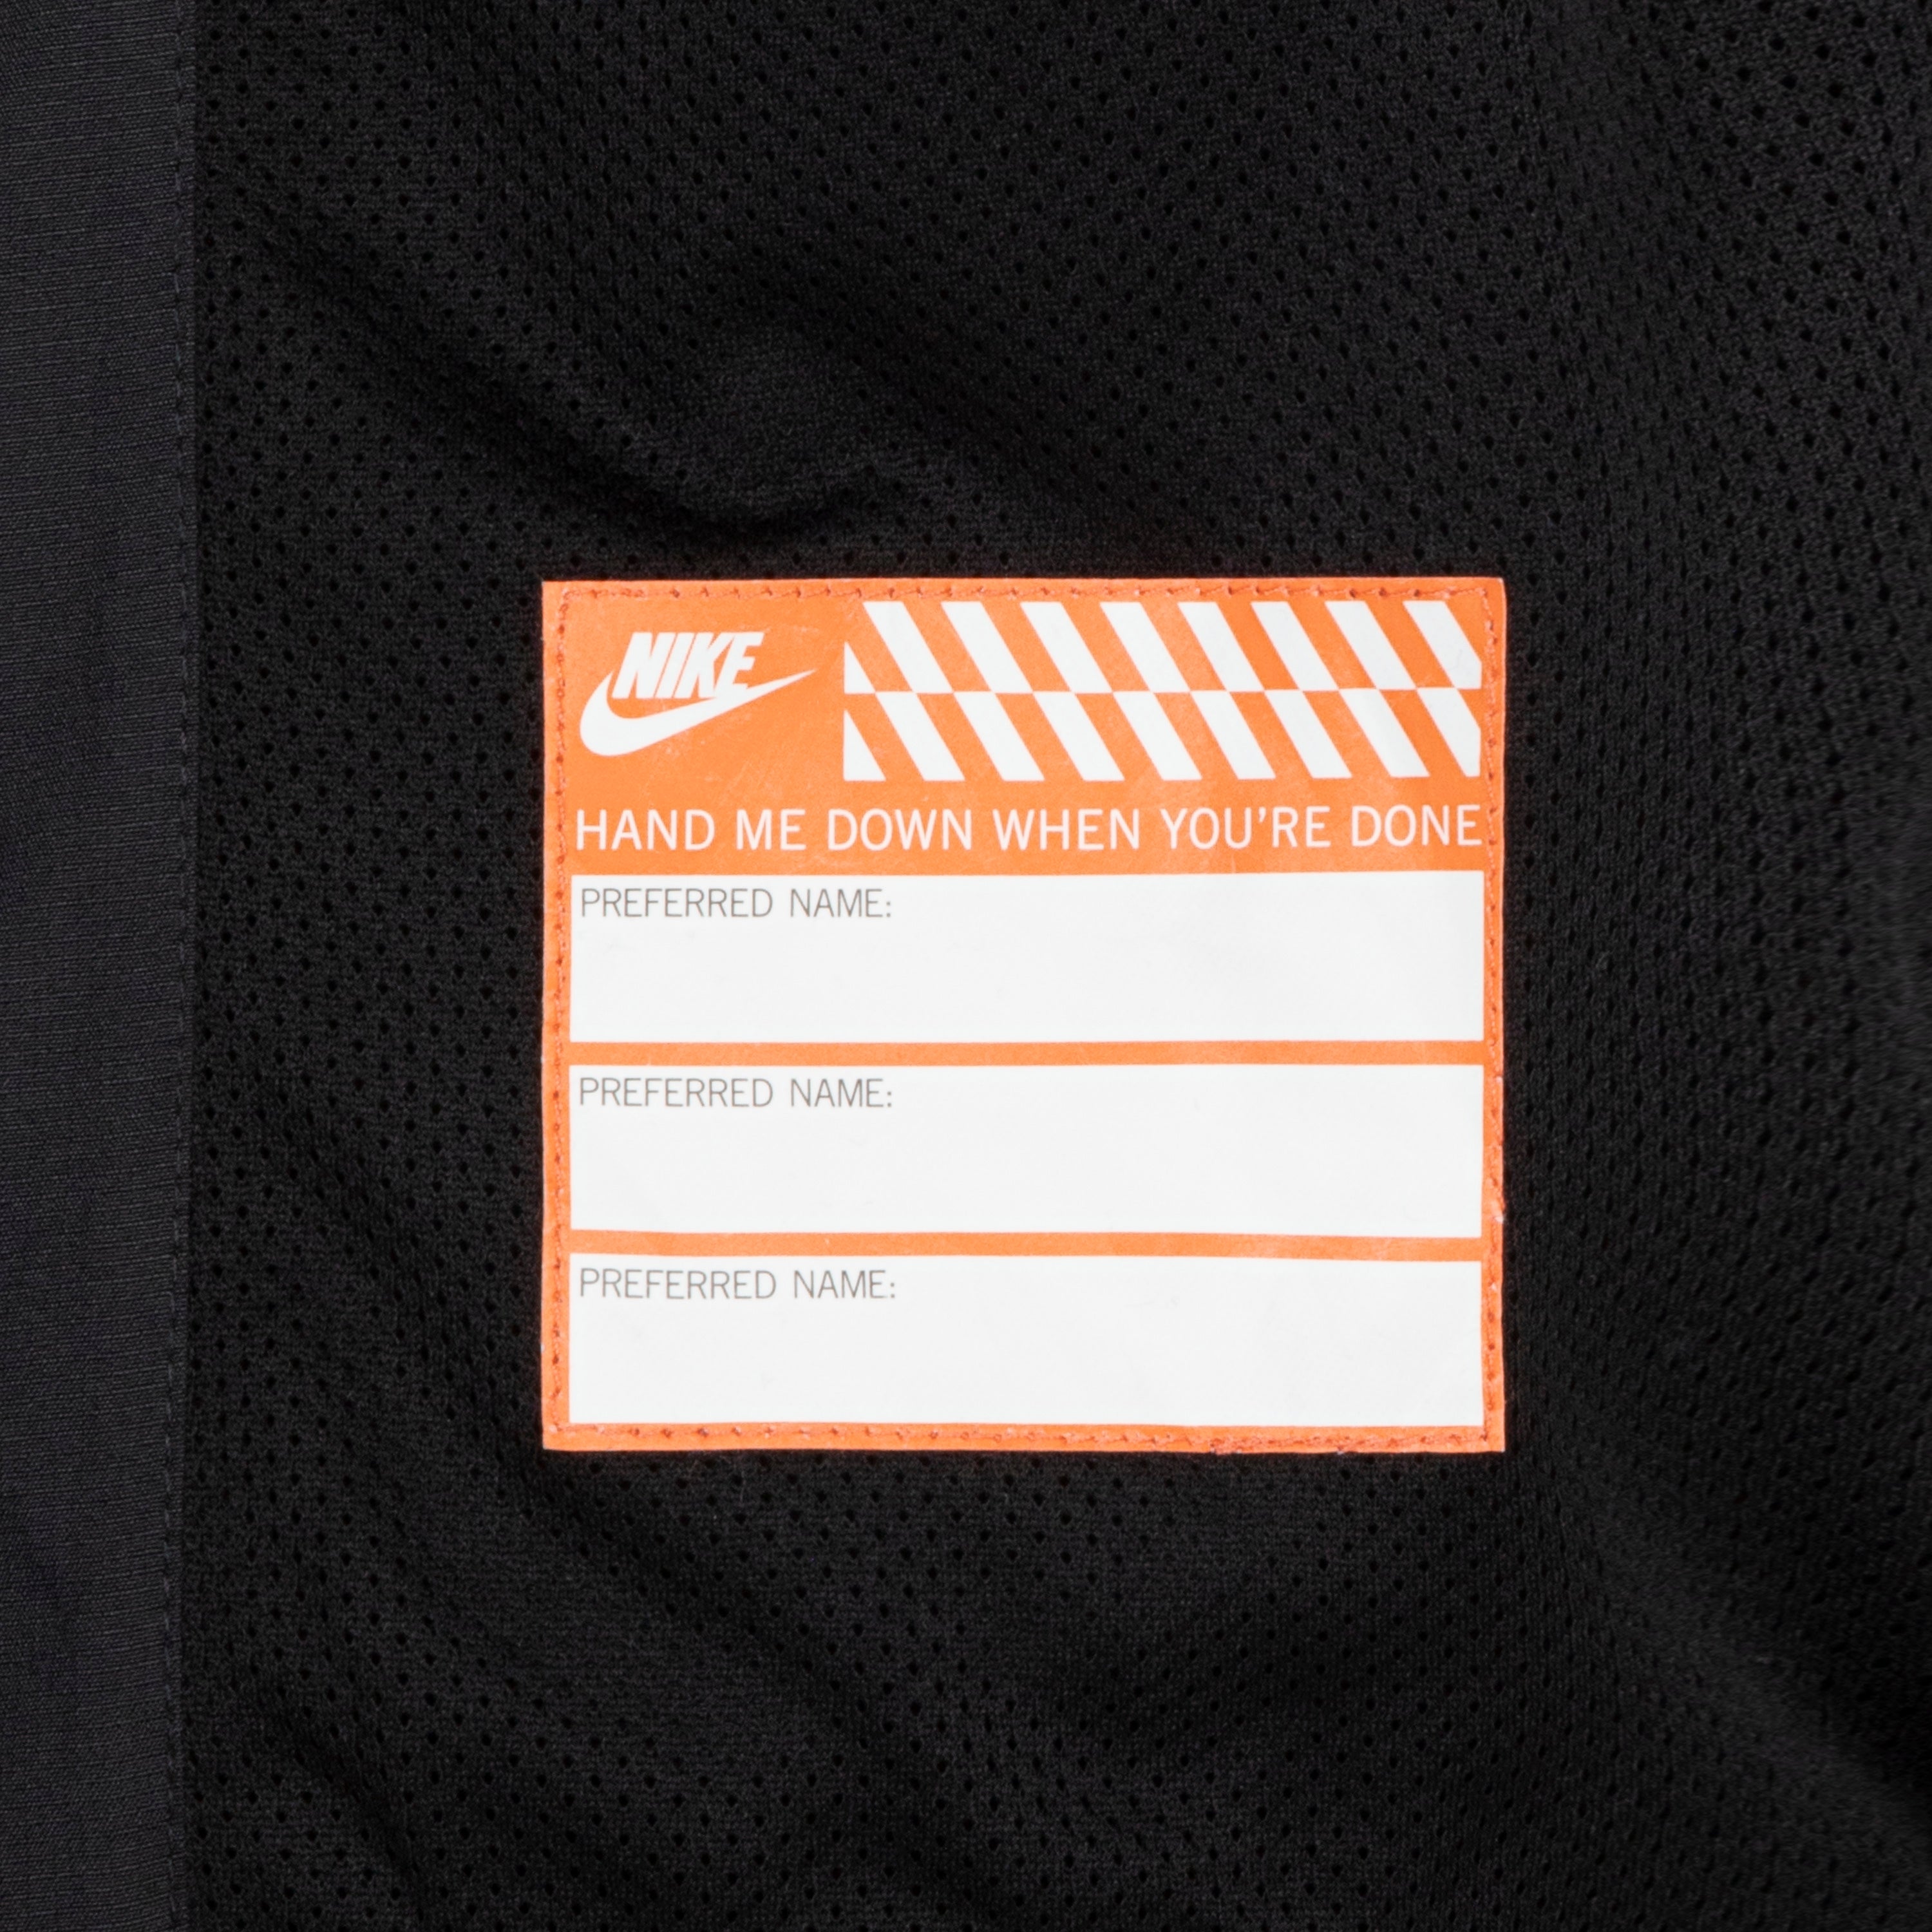 NIKE
HAND ME DOWN WHEN YOU'RE DONE
PREFERRED NAME:
PREFERRED NAME:
PREFERRED NAME: